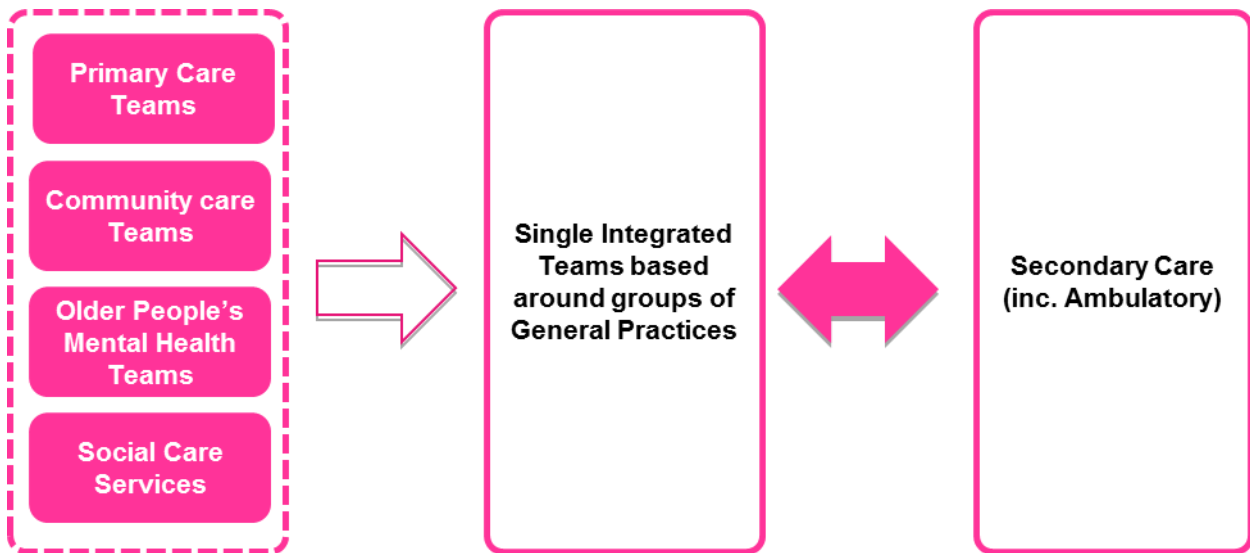 Primary Care
Teams
Community care
Teams
Older People’s
Mental Health
Teams
Social Care
Services
Single Integrated
Teams based
around groups of
General Practices
Secondary Care
(inc. Ambulatory)